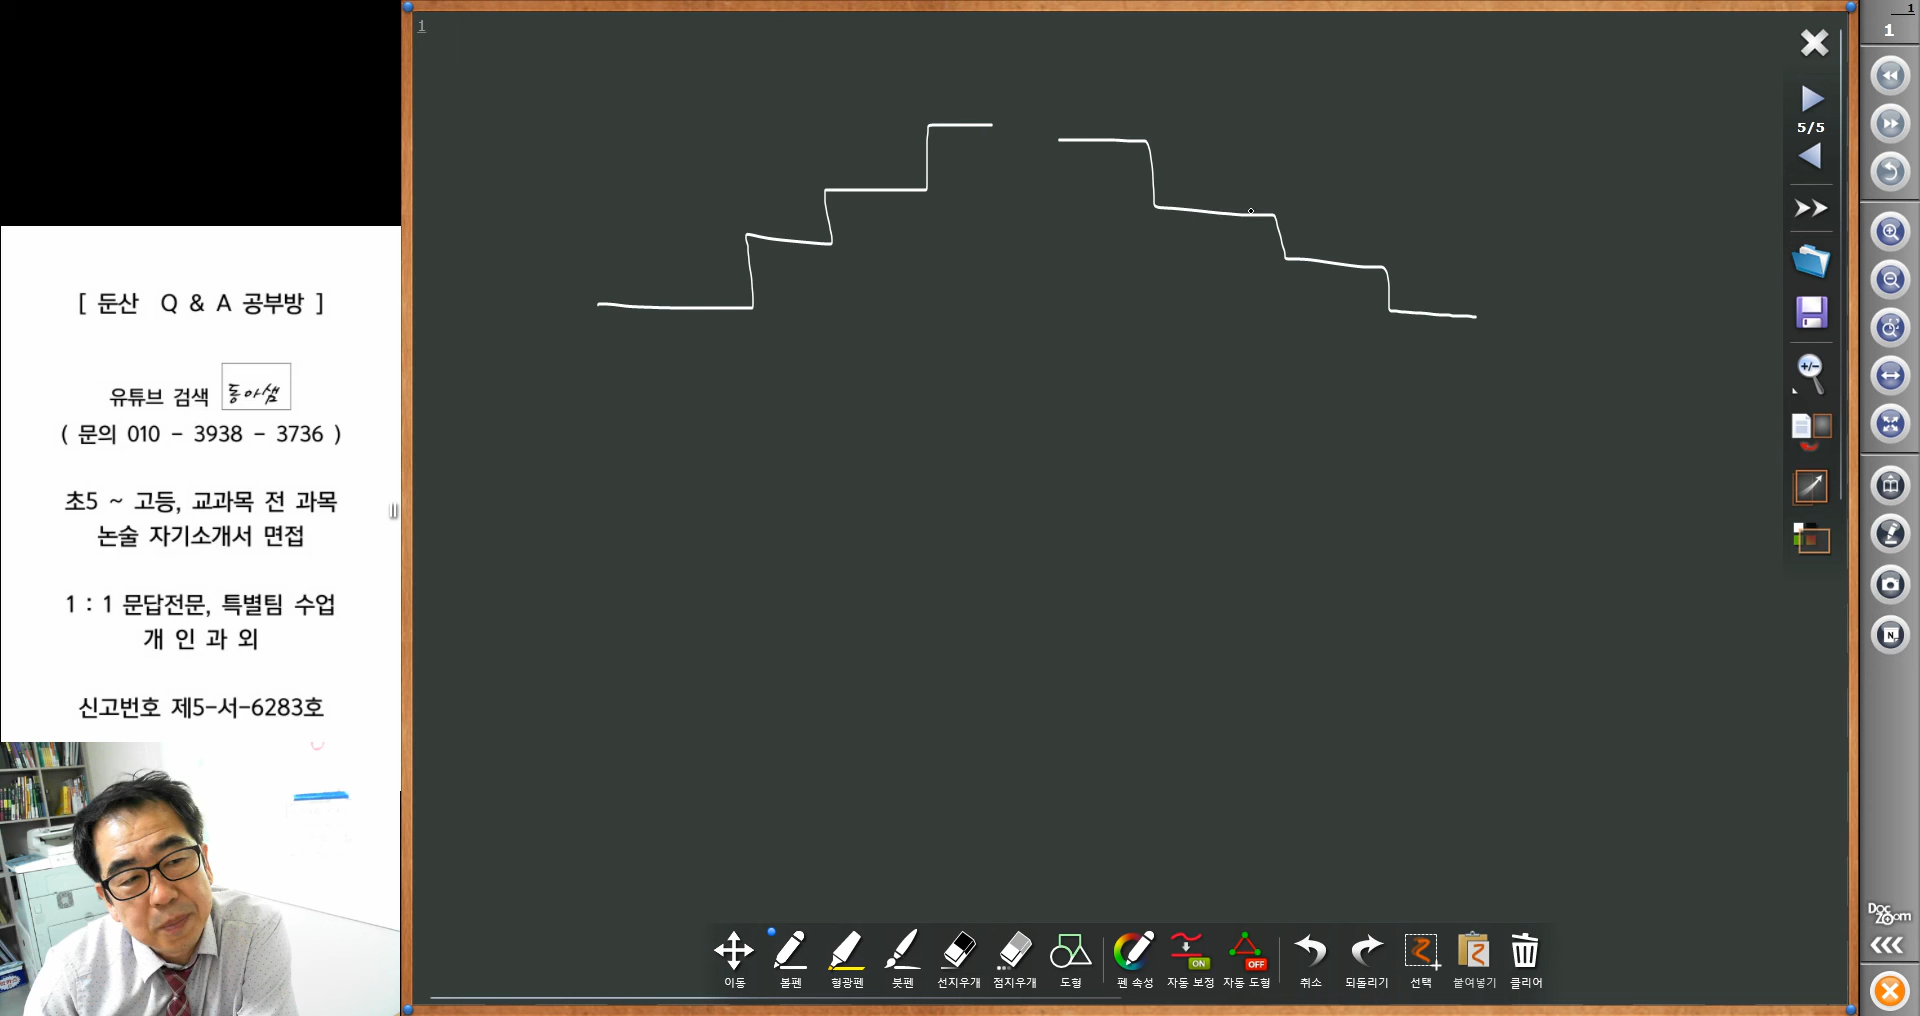 [ 둔산 Q & A 공부방 ]
유튜브 검색 동아샘
( 문의 010 - 3938 - 3736 )
초5 ~ 고등, 교과목 전 과목
논술 자기소개서 면접
1 : 1 문답전문, 특별팀 수업
개 인 과 외
신고번호 제5-서-6283호
1
5/5
+/-
1
1
N
Doc
Zoom
ON
OFF
이동 볼펜 형광펜 붓펜 선지우개 점지우개 도형 펜 속성 자동 보정 자동 도형 취소 되돌리기 선택 붙여넣기 클리어